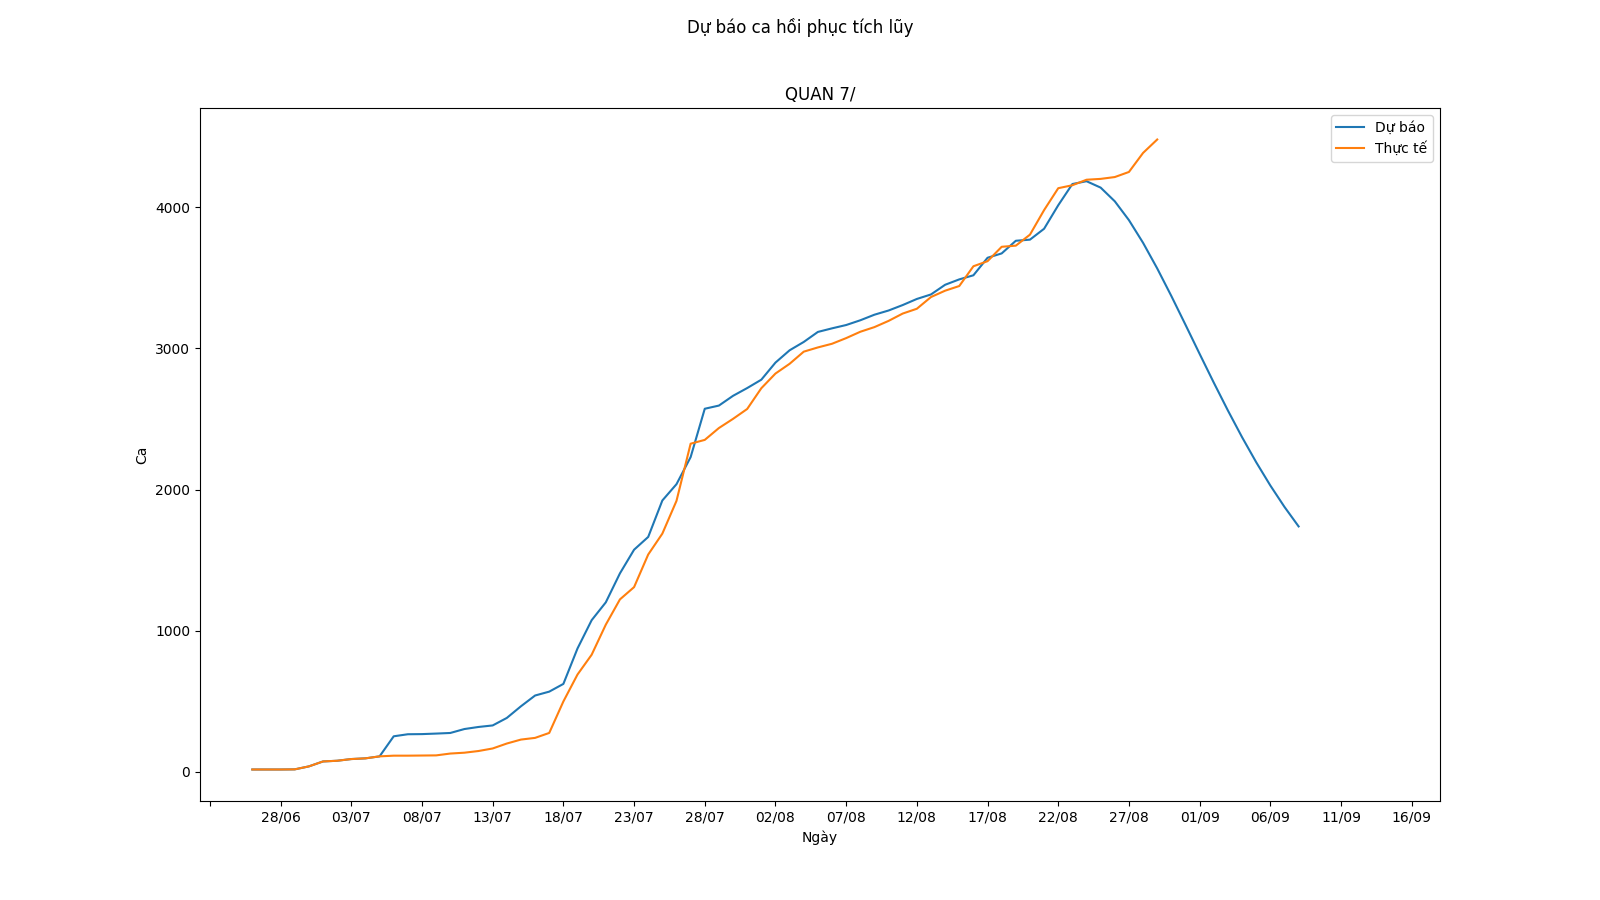 Dự báo ca hồi phục tích lũy
QUAN 7/
Dự báo
Thực tế
4000
3000
2000
1000
0
Ca
28/06 03/07 08/07 13/07 18/07 23/07 28/07 02/08 07/08 12/08 17/08 22/08 27/08 01/09 06/09 11/09 16/09
Ngày